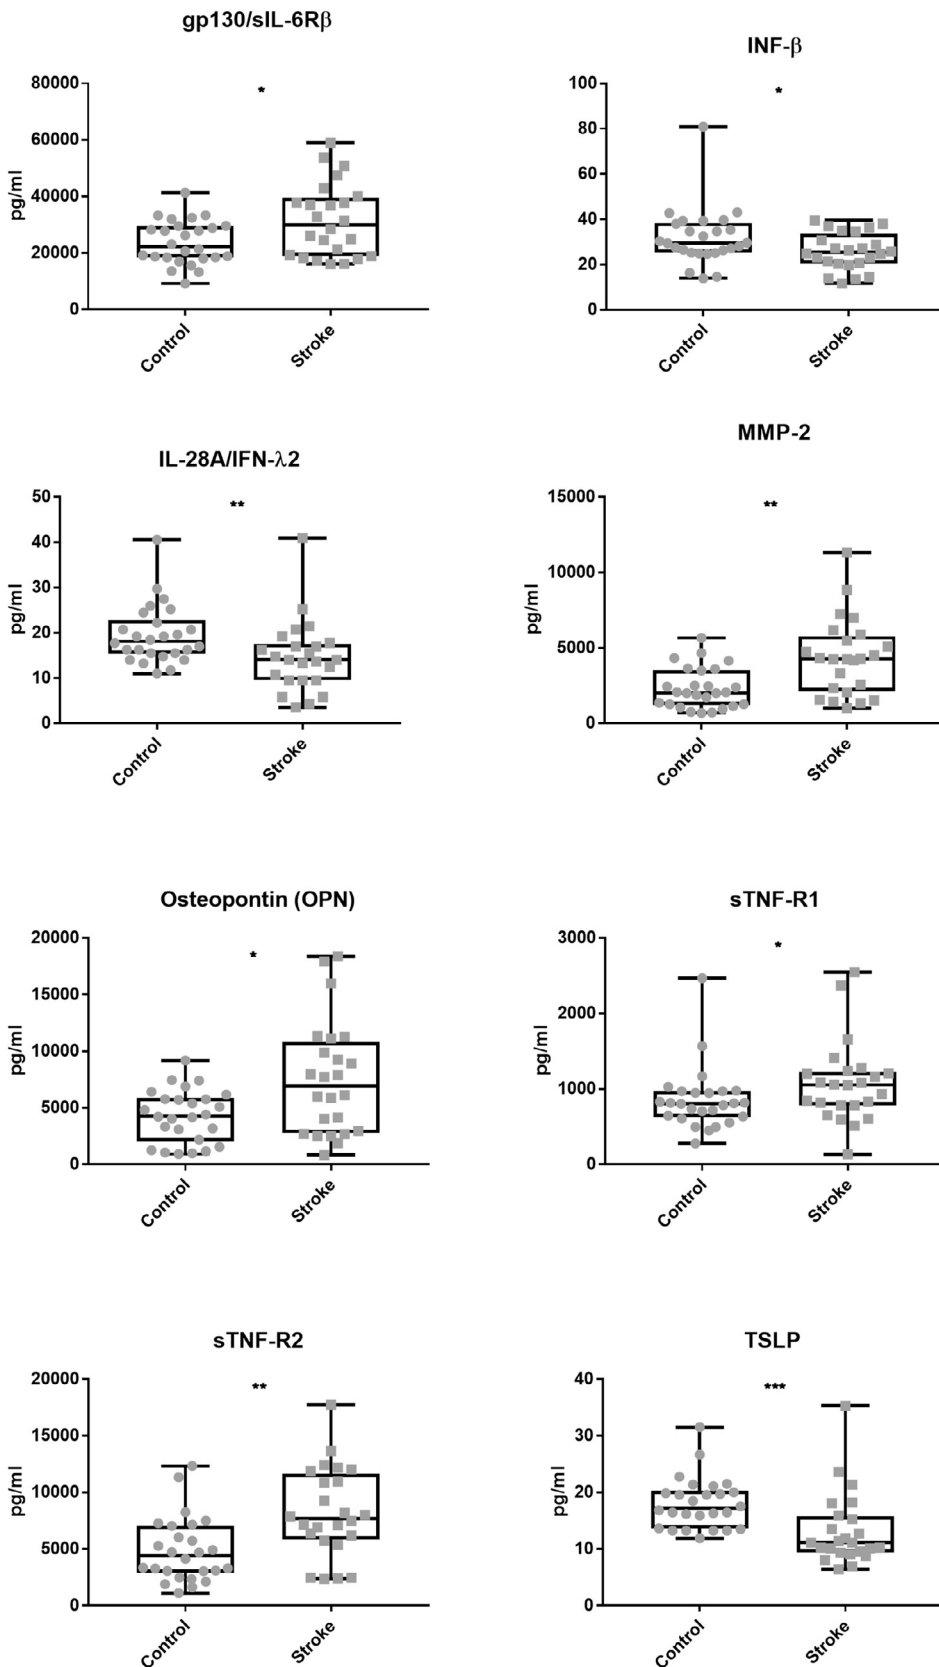 gp130/sIL-6Rβ
*
80000
60000
40000
20000
0
pg/ml
Control
Stroke
INF-β
*
100
80
60
40
20
0
pg/ml
Control
Stroke
IL-28A/IFN-λ2
**
50
40
30
20
10
0
pg/ml
Control
Stroke
MMP-2
**
15000
10000
5000
0
pg/ml
Control
Stroke
Osteopontin (OPN)
*
20000
15000
10000
5000
0
pg/ml
Control
Stroke
sTNF-R1
*
3000
2000
1000
0
pg/ml
Control
Stroke
sTNF-R2
**
20000
15000
10000
5000
0
pg/ml
Control
Stroke
TSLP
***
40
30
20
10
0
pg/ml
Control
Stroke